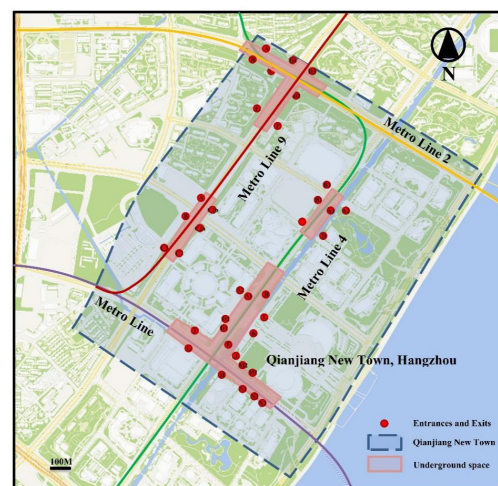 N
Metro Line 2
Metro Line 9
Metro Line 4
Metro Line
Qianjiang New Town, Hangzhou
Entrances and Exits
Qianjiang New Town
Underground space
100M